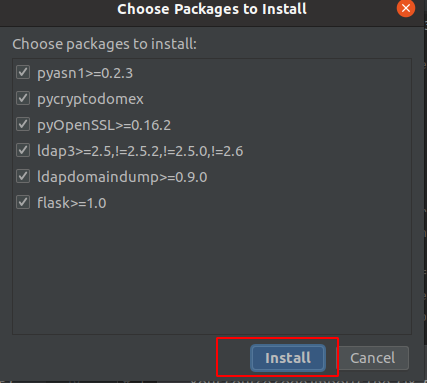 Choose Packages to Install
Choose packages to install:
pyasn1>=0.2.3
pycryptodomex
pyOpenSSL>=0.16.2
ldap3>=2.5,!=2.5.2,!=2.5.0,!=2.6
ldapdomaindump>=0.9.0
flask>=1.0
Install
Cancel